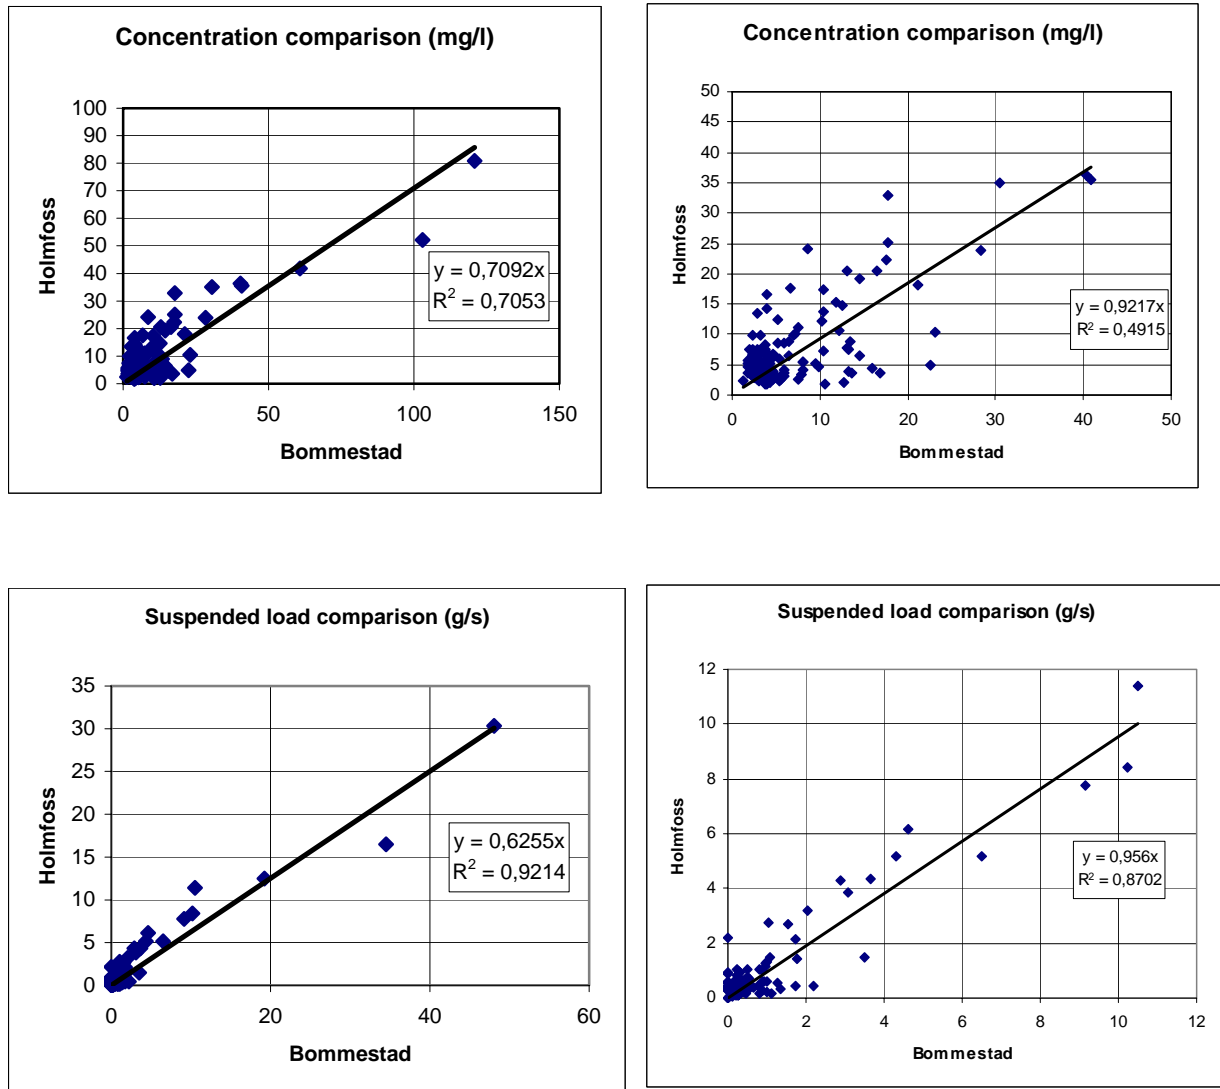 Concentration comparison (mg/l)
100
90
80
70
60
50
40
30
20
10
0
Holmfoss
y = 0,7092x
R² = 0,7053
0 50 100 150
Bommestad
Concentration comparison (mg/l)
50
45
40
35
30
25
20
15
10
5
0
Holmfoss
y = 0,9217x
R² = 0,4915
0 10 20 30 40 50
Bommestad
Suspended load comparison (g/s)
35
30
25
20
15
10
5
0
Holmfoss
y = 0,6255x
R² = 0,9214
0 20 40 60
Bommestad
Suspended load comparison (g/s)
12
10
8
6
4
2
0
Holmfoss
y = 0,956x
R² = 0,8702
0 2 4 6 8 10 12
Bommestad